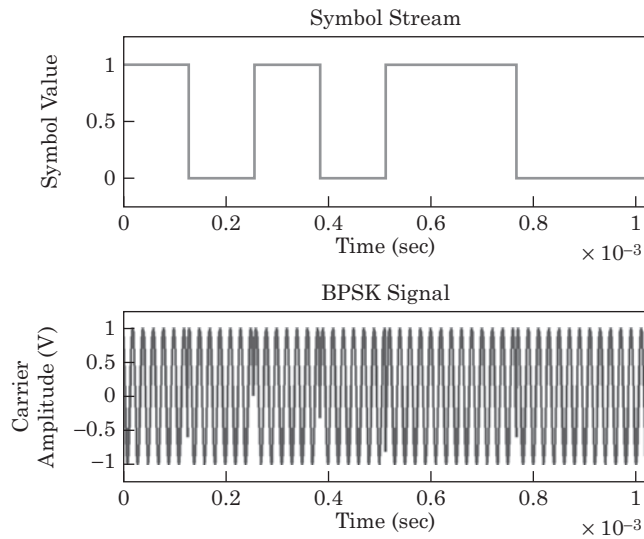 Symbol Stream
Symbol Value
1
0.5
0
0 0.2 0.4 0.6 0.8 1
Time (sec)
× 10–3
BPSK Signal
Carrier
Amplitude (V)
1
0.5
0
−0.5
−1
0 0.2 0.4 0.6 0.8 1
Time (sec)
× 10–3